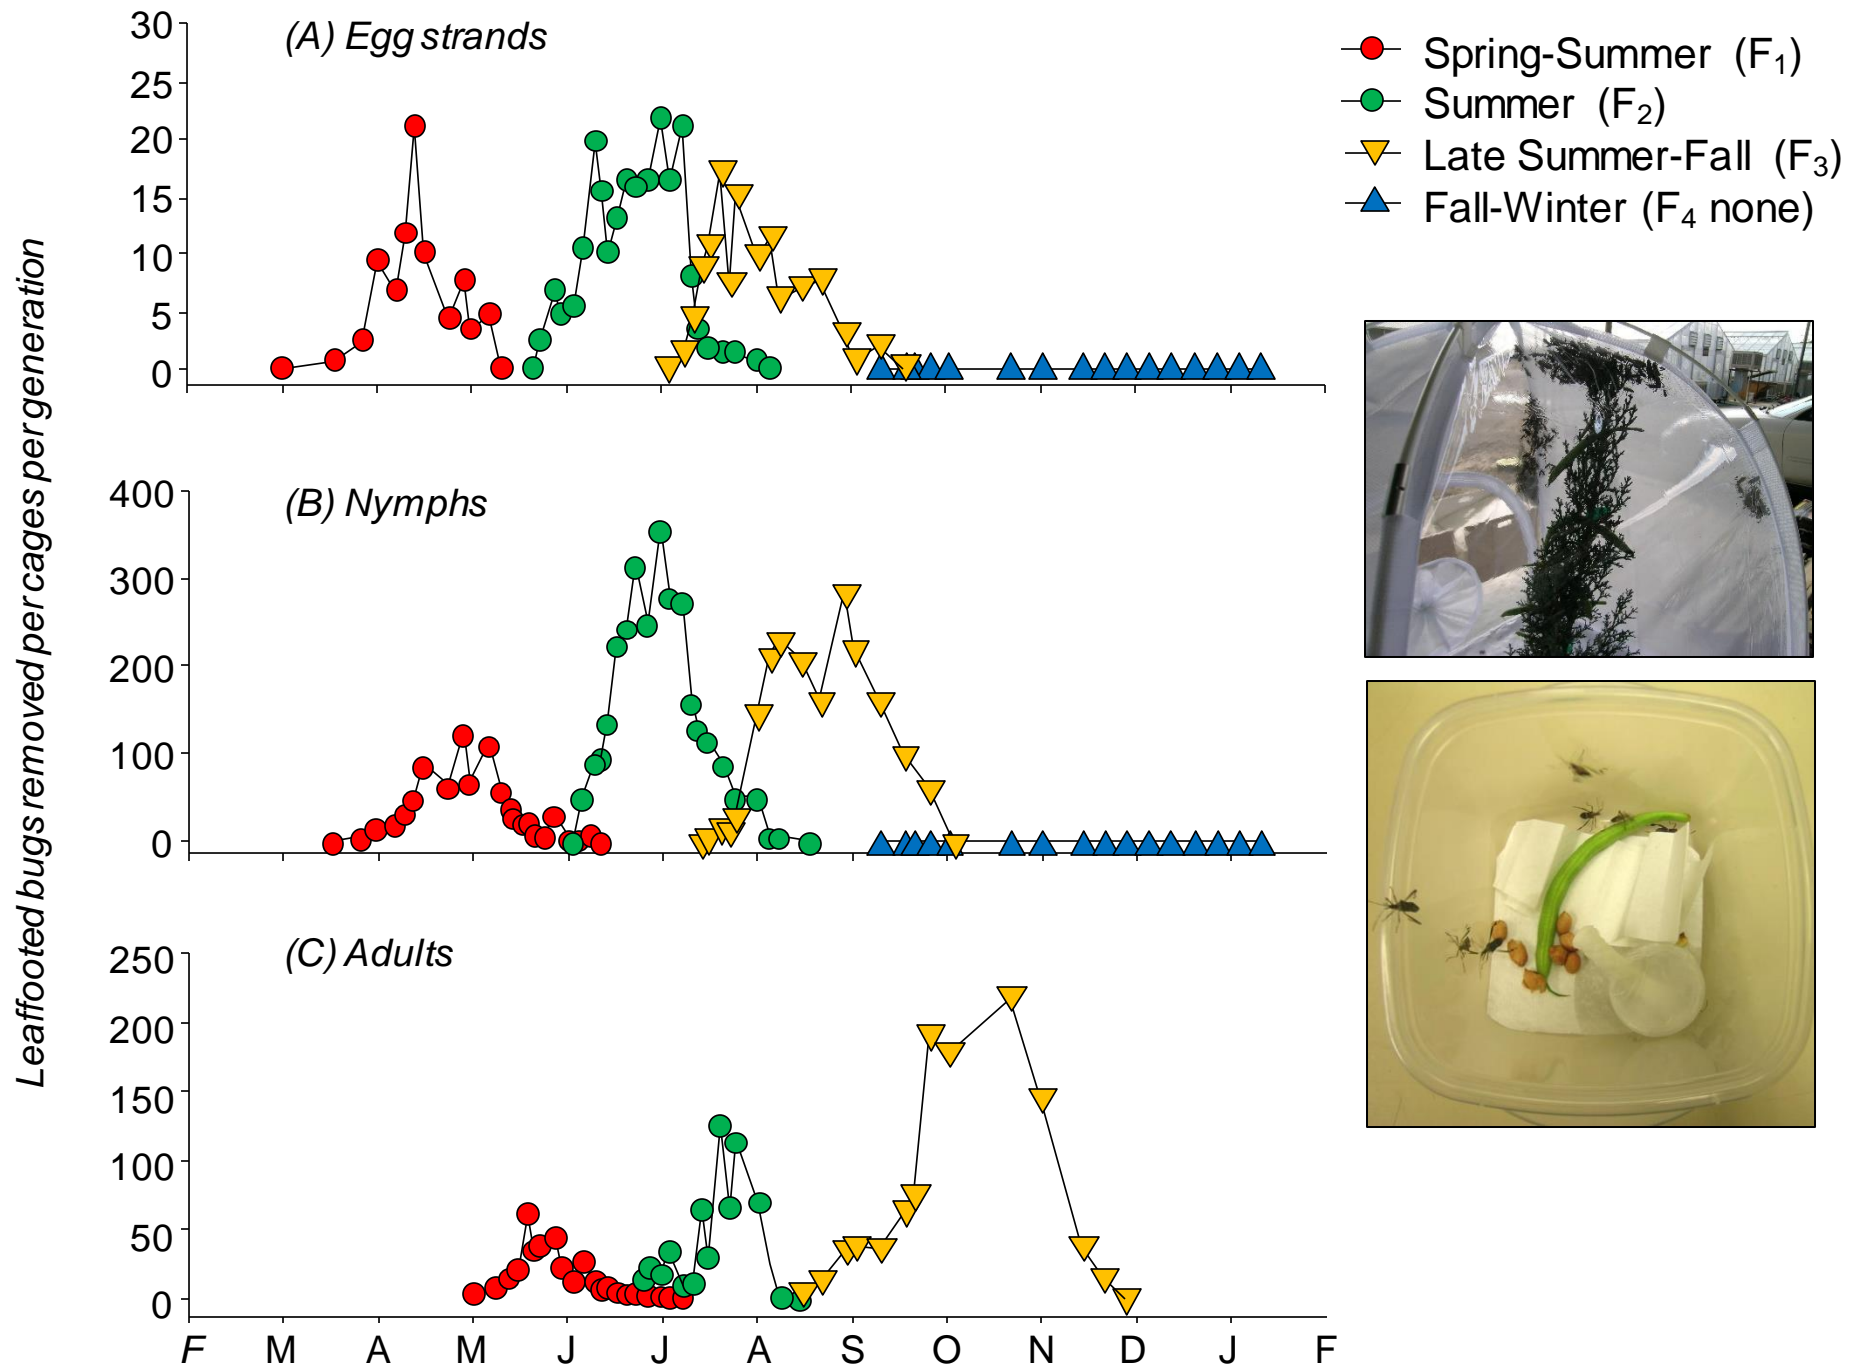 Leaffooted bugs removed per cages per generation
(A) Egg strands
30
25
20
15
10
5
0
Spring-Summer (F1)
Summer (F2)
Late Summer-Fall (F3)
Fall-Winter (F4 none)
(B) Nymphs
400
300
200
100
0
(C) Adults
250
200
150
100
50
0
F M A M J J A S O N D J F